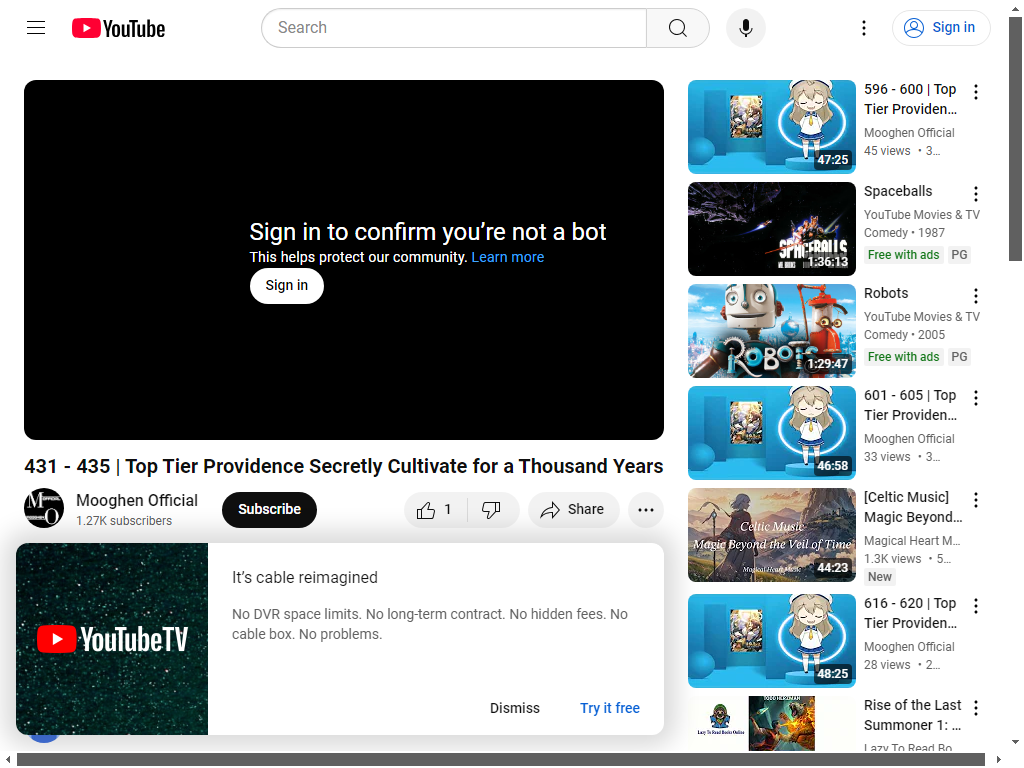 YouTube
Search
Sign in
Sign in to confirm you’re not a bot
This helps protect our community. Learn more
Sign in
431 - 435 | Top Tier Providence Secretly Cultivate for a Thousand Years
Mooghen Official
1.27K subscribers
Subscribe
1
Share
YouTubeTV
It’s cable reimagined
No DVR space limits. No long-term contract. No hidden fees. No
cable box. No problems.
Dismiss
Try it free
47:25
596 - 600 | Top
Tier Providen...
Mooghen Official
45 views • 3...
SPACEBALLS
1:36:13
Spaceballs
YouTube Movies & TV
Comedy • 1987
Free with ads
PG
ROBOTS
1:29:47
Robots
YouTube Movies & TV
Comedy • 2005
Free with ads
PG
46:58
601 - 605 | Top
Tier Providen...
Mooghen Official
33 views • 3...
Celtic Music
Magic Beyond the Veil of Time
Magical Heart Music
44:23
[Celtic Music]
Magic Beyond...
Magical Heart M...
1.3K views • 5...
New
48:25
616 - 620 | Top
Tier Providen...
Mooghen Official
28 views • 2...
Lazy To Read Books Online
Rise of the Last
Summoner 1: ...
Lazy To Read Bo...